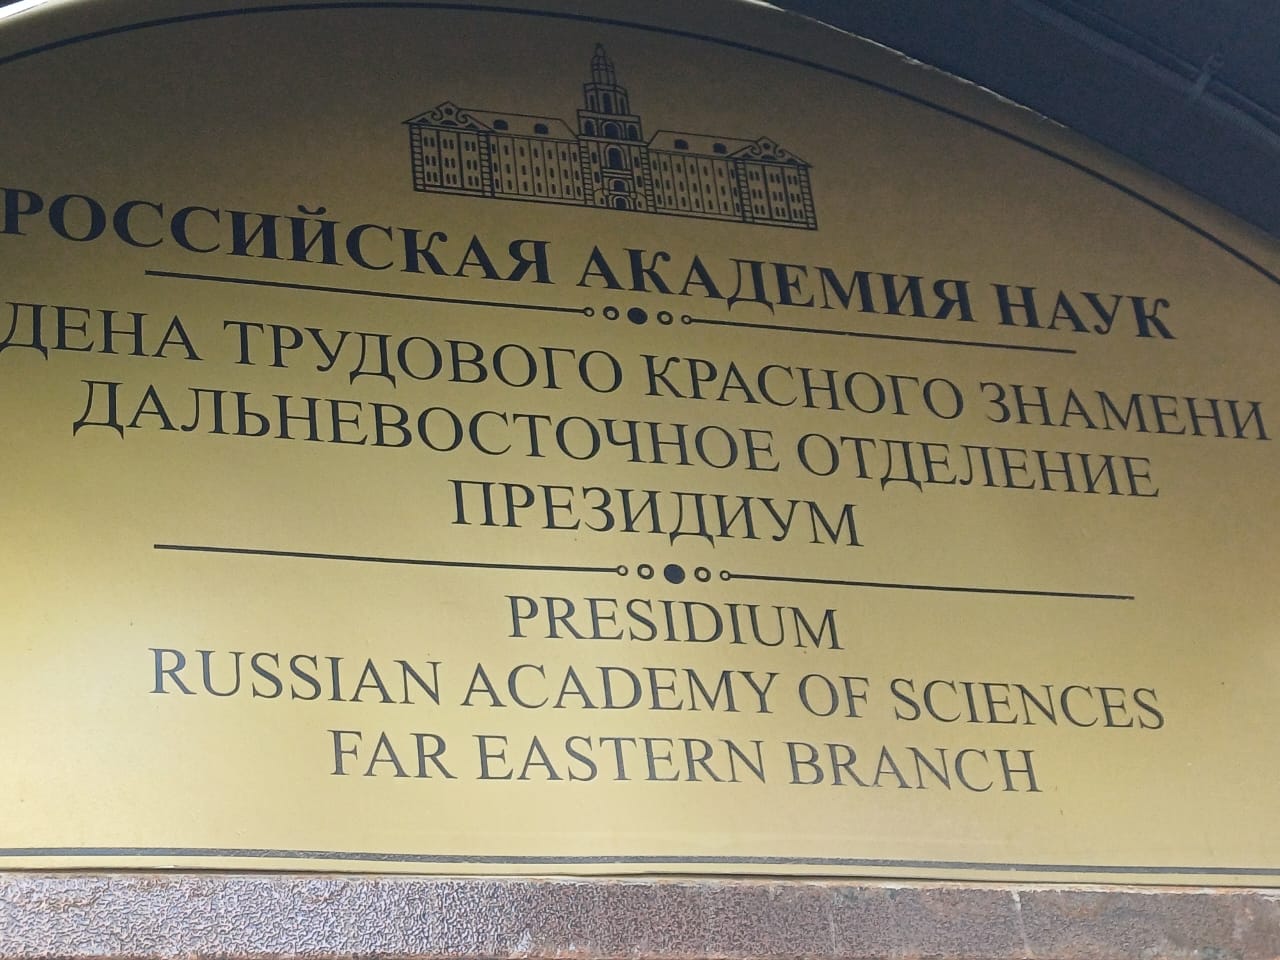 РОССИЙСКАЯ АКАДЕМИЯ НАУК
ДЕНА ТРУДОВОГО КРАСНОГО ЗНАМЕНИ
ДАЛЬНЕВОСТОЧНОЕ ОТДЕЛЕНИЕ
ПРЕЗИДИУМ
PRESIDIUM
RUSSIAN ACADEMY OF SCIENCES
FAR EASTERN BRANCH